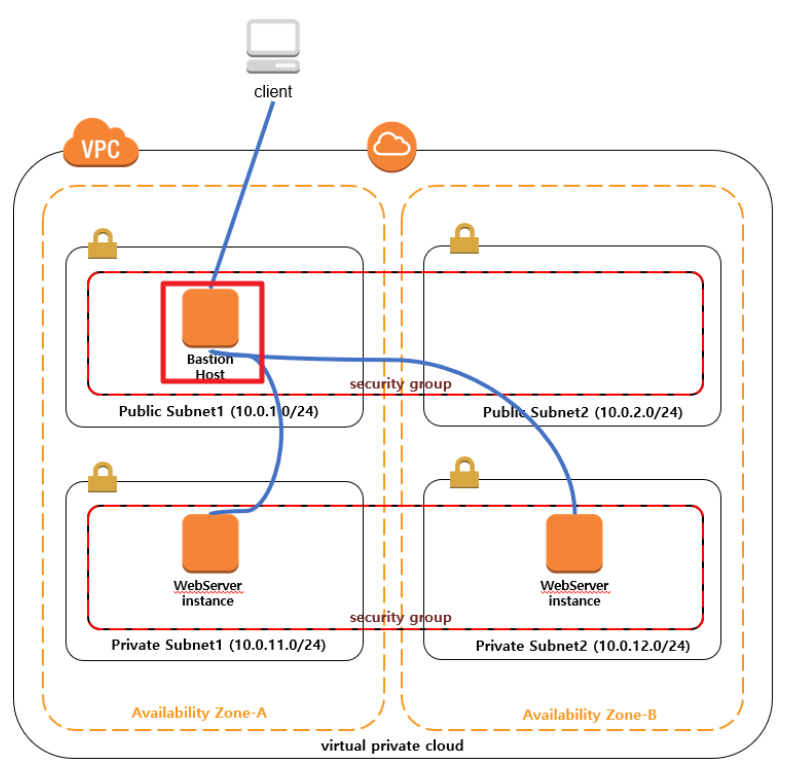 client
VPC
Bastion
Host
security group
Public Subnet1 (10.0.1.0/24)
Public Subnet2 (10.0.2.0/24)
WebServer
instance
WebServer
instance
security group
Private Subnet1 (10.0.11.0/24)
Private Subnet2 (10.0.12.0/24)
Availability Zone-A
Availability Zone-B
virtual private cloud